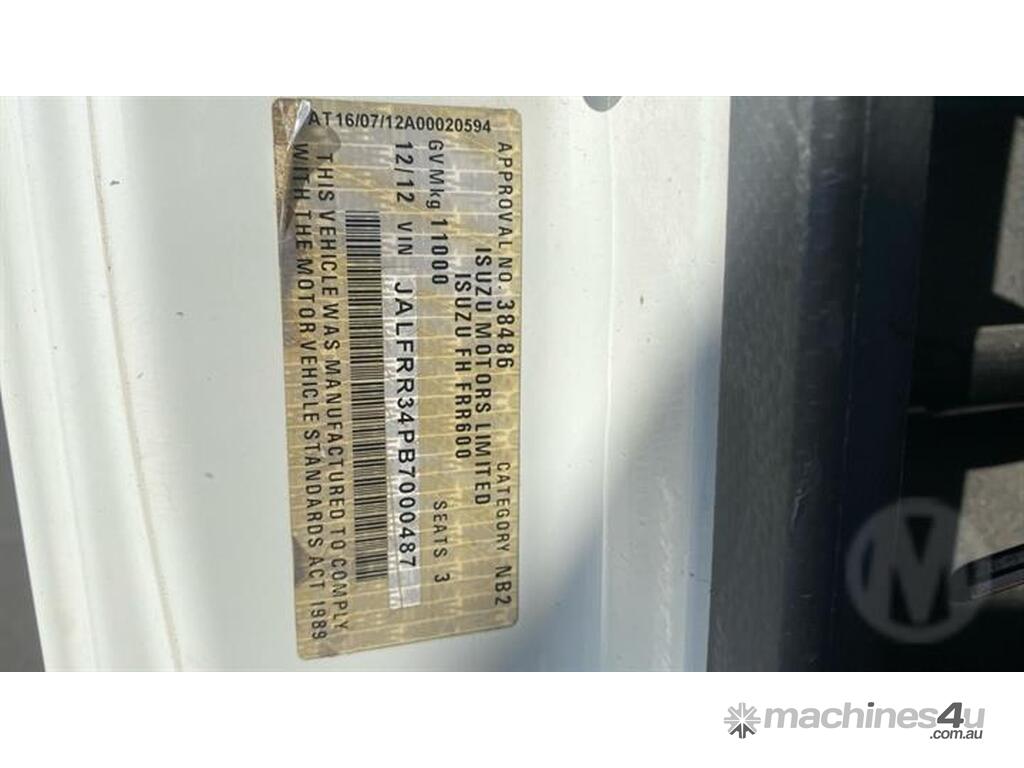 AT16/07/12A00020594
APPROVAL NO. 38486 CATEGORY NB2
ISUZU MOTORS LIMITED
ISUZU FH FRR600
GVMkg 11000 SEATS 3
12/12 VIN JALFRR34PB7000487
THIS VEHICLE WAS MANUFACTURED TO COMPLY
WITH THE MOTOR VEHICLE STANDARDS ACT 1989
M
machines4u
.com.au